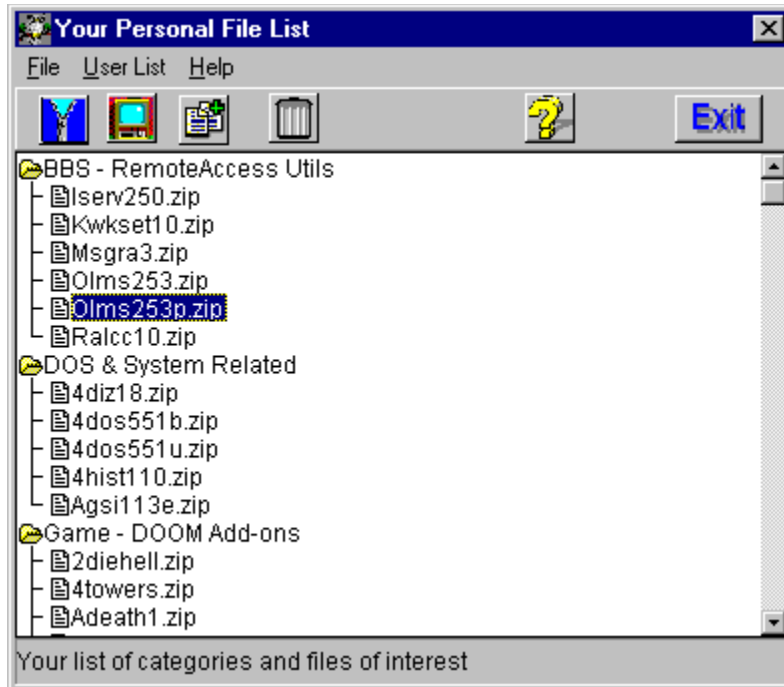 Your Personal File List
File User List Help
Exit
BBS - RemoteAccess Utils
Iserv250.zip
Kwkset10.zip
Msgra3.zip
Olms253.zip
Olms253p.zip
Ralcc10.zip
DOS & System Related
4diz18.zip
4dos551b.zip
4dos551u.zip
4hist110.zip
Agsi113e.zip
Game - DOOM Add-ons
2diehell.zip
4towers.zip
Adeath1.zip
Your list of categories and files of interest